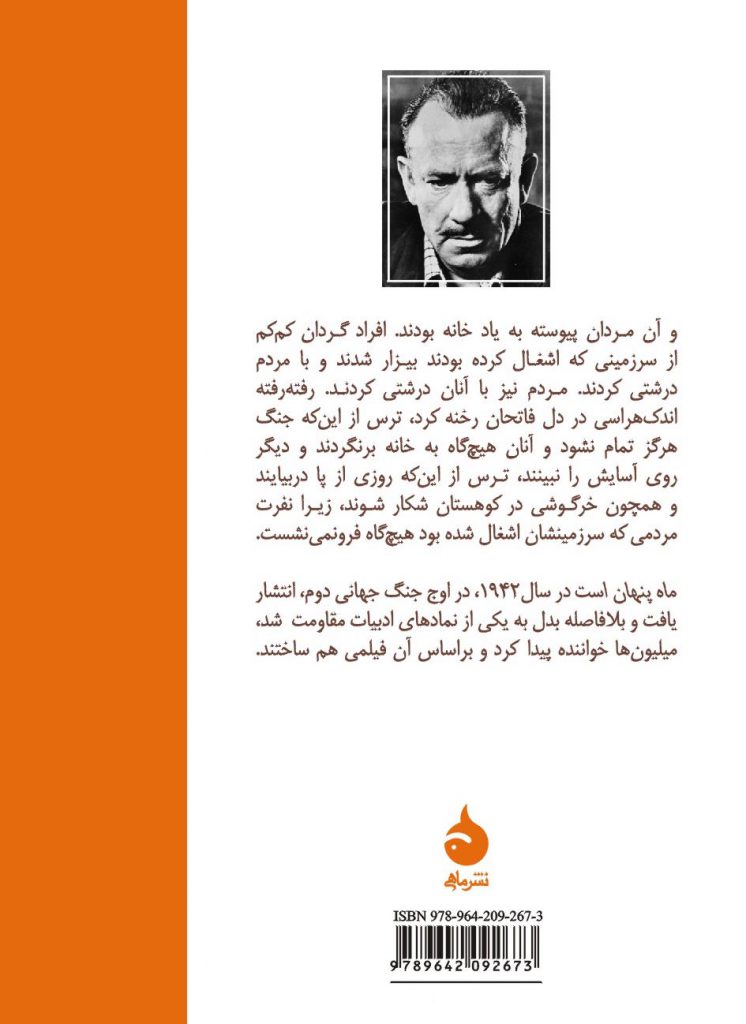 و آن مردان پیوسته به یاد خانه بودند. افراد گردان کم‌کم
از سرزمینی که اشغال کرده بودند بیزار شدند و با مردم
درشتی کردند. مردم نیز با آنان درشتی کردند. رفته‌رفته
اندک‌هراسی در دل فاتحان رخنه کرد، ترس از این‌که جنگ
هرگز تمام نشود و آنان هیچ‌گاه به خانه برنگردند و دیگر
روی آسایش را نبینند، ترس از این‌که روزی از پا دربیایند
و همچون خرگوشی در کوهستان شکار شوند، زیرا نفرت
مردمی که سرزمینشان اشغال شده بود هیچ‌گاه فرونمی‌نشست.
ماه پنهان است در سال ۱۹۴۲، در اوج جنگ جهانی دوم، انتشار
یافت و بلافاصله بدل به یکی از نمادهای ادبیات مقاومت شد،
میلیون‌ها خواننده پیدا کرد و براساس آن فیلمی هم ساختند.
نشرماهی
ISBN 978-964-209-267-3
9 789642 092673